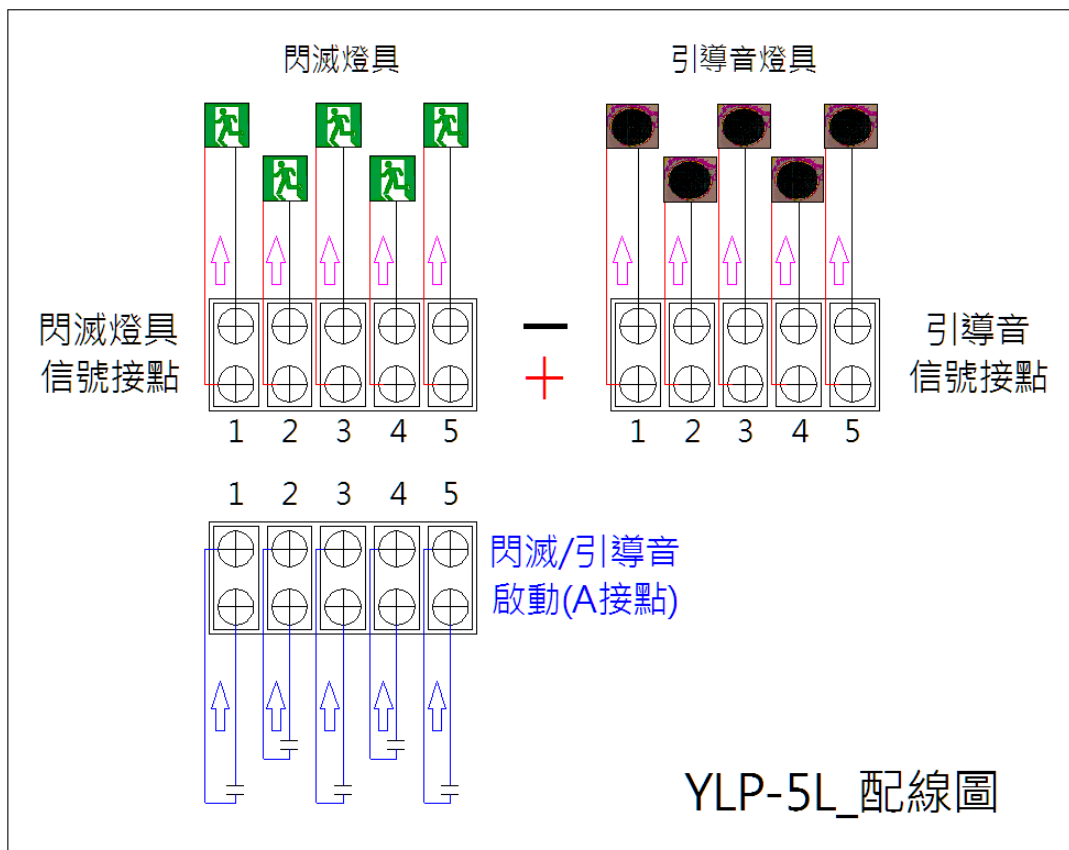 閃滅燈具
引導音燈具
閃滅燈具
信號接點
－
+
引導音
信號接點
1 2 3 4 5
1 2 3 4 5
1 2 3 4 5
閃滅/引導音
啟動(A接點)
YLP-5L_配線圖